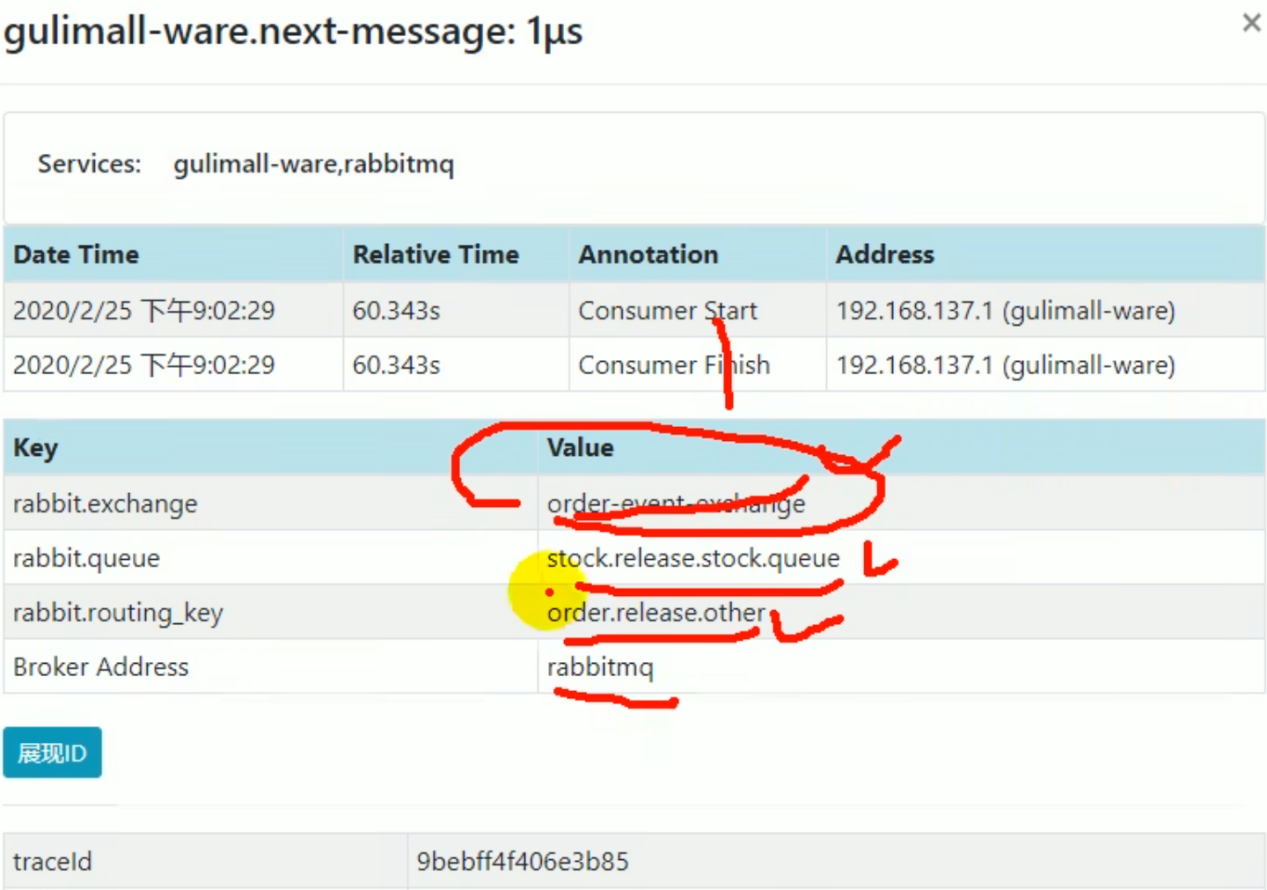 gulimall-ware.next-message: 1μs ×
Services: gulimall-ware,rabbitmq
Date Time Relative Time Annotation Address
2020/2/25 下午9:02:29 60.343s Consumer Start 192.168.137.1 (gulimall-ware)
2020/2/25 下午9:02:29 60.343s Consumer Finish 192.168.137.1 (gulimall-ware)
Key Value
rabbit.exchange order-event-exchange
rabbit.queue stock.release.stock.queue
rabbit.routing_key order.release.other
Broker Address rabbitmq
展现ID
traceId 9bebff4f406e3b85